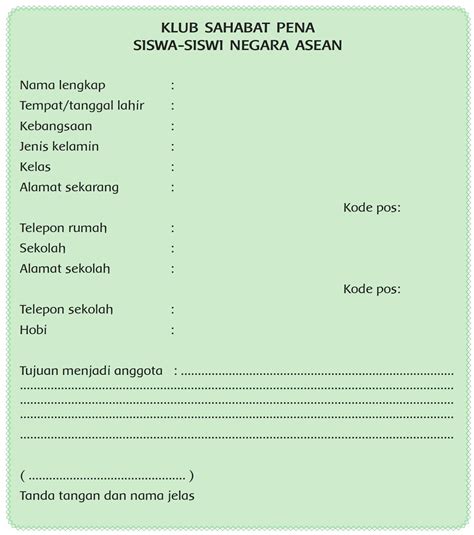 KLUB SAHABAT PENA
SISWA-SISWI NEGARA ASEAN
Nama lengkap :
Tempat/tanggal lahir :
Kebangsaan :
Jenis kelamin :
Kelas :
Alamat sekarang :
Kode pos:
Telepon rumah :
Sekolah :
Alamat sekolah :
Kode pos:
Telepon sekolah :
Hobi :
Tujuan menjadi anggota : ..................................................................
..........................................................................................................
..........................................................................................................
..........................................................................................................
..........................................................................................................
( .............................................. )
Tanda tangan dan nama jelas